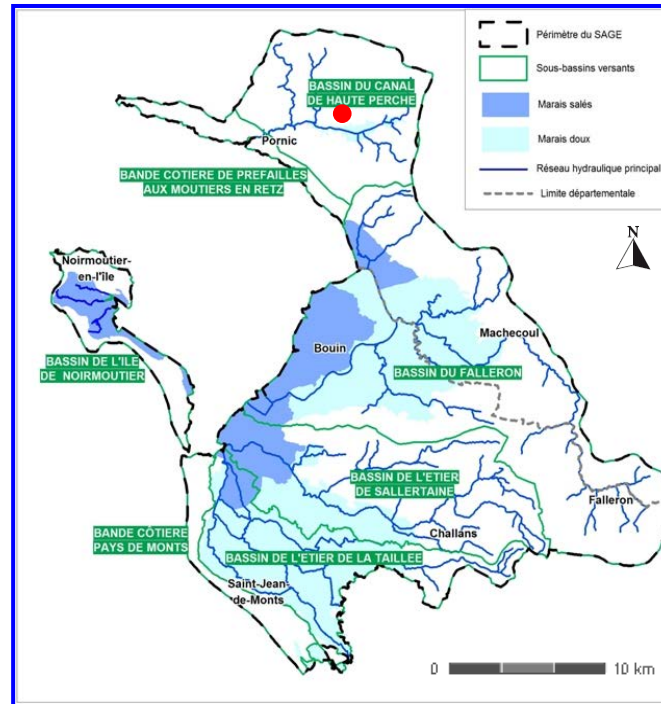 Périmètre du SAGE
Sous-bassins versants
Marais salés
Marais doux
Réseau hydraulique principal
Limite départementale
N
BASSIN DU CANAL
DE HAUTE PERCHE
Pornic
BANDE COTIERE DE PREFAILLES
AUX MOUTIERS EN RETZ
Noirmoutier-
en-l'île
Machecoul
Bouin
BASSIN DE L'ILE
DE NOIRMOUTIER
BASSIN DU FALLERON
BASSIN DE L'ETIER
DE SALLERTAINE
Falleron
BANDE CÔTIERE
PAYS DE MONTS
Challans
BASSIN DE L'ETIER DE LA TAILLEE
Saint-Jean-
de-Monts
0 10 km